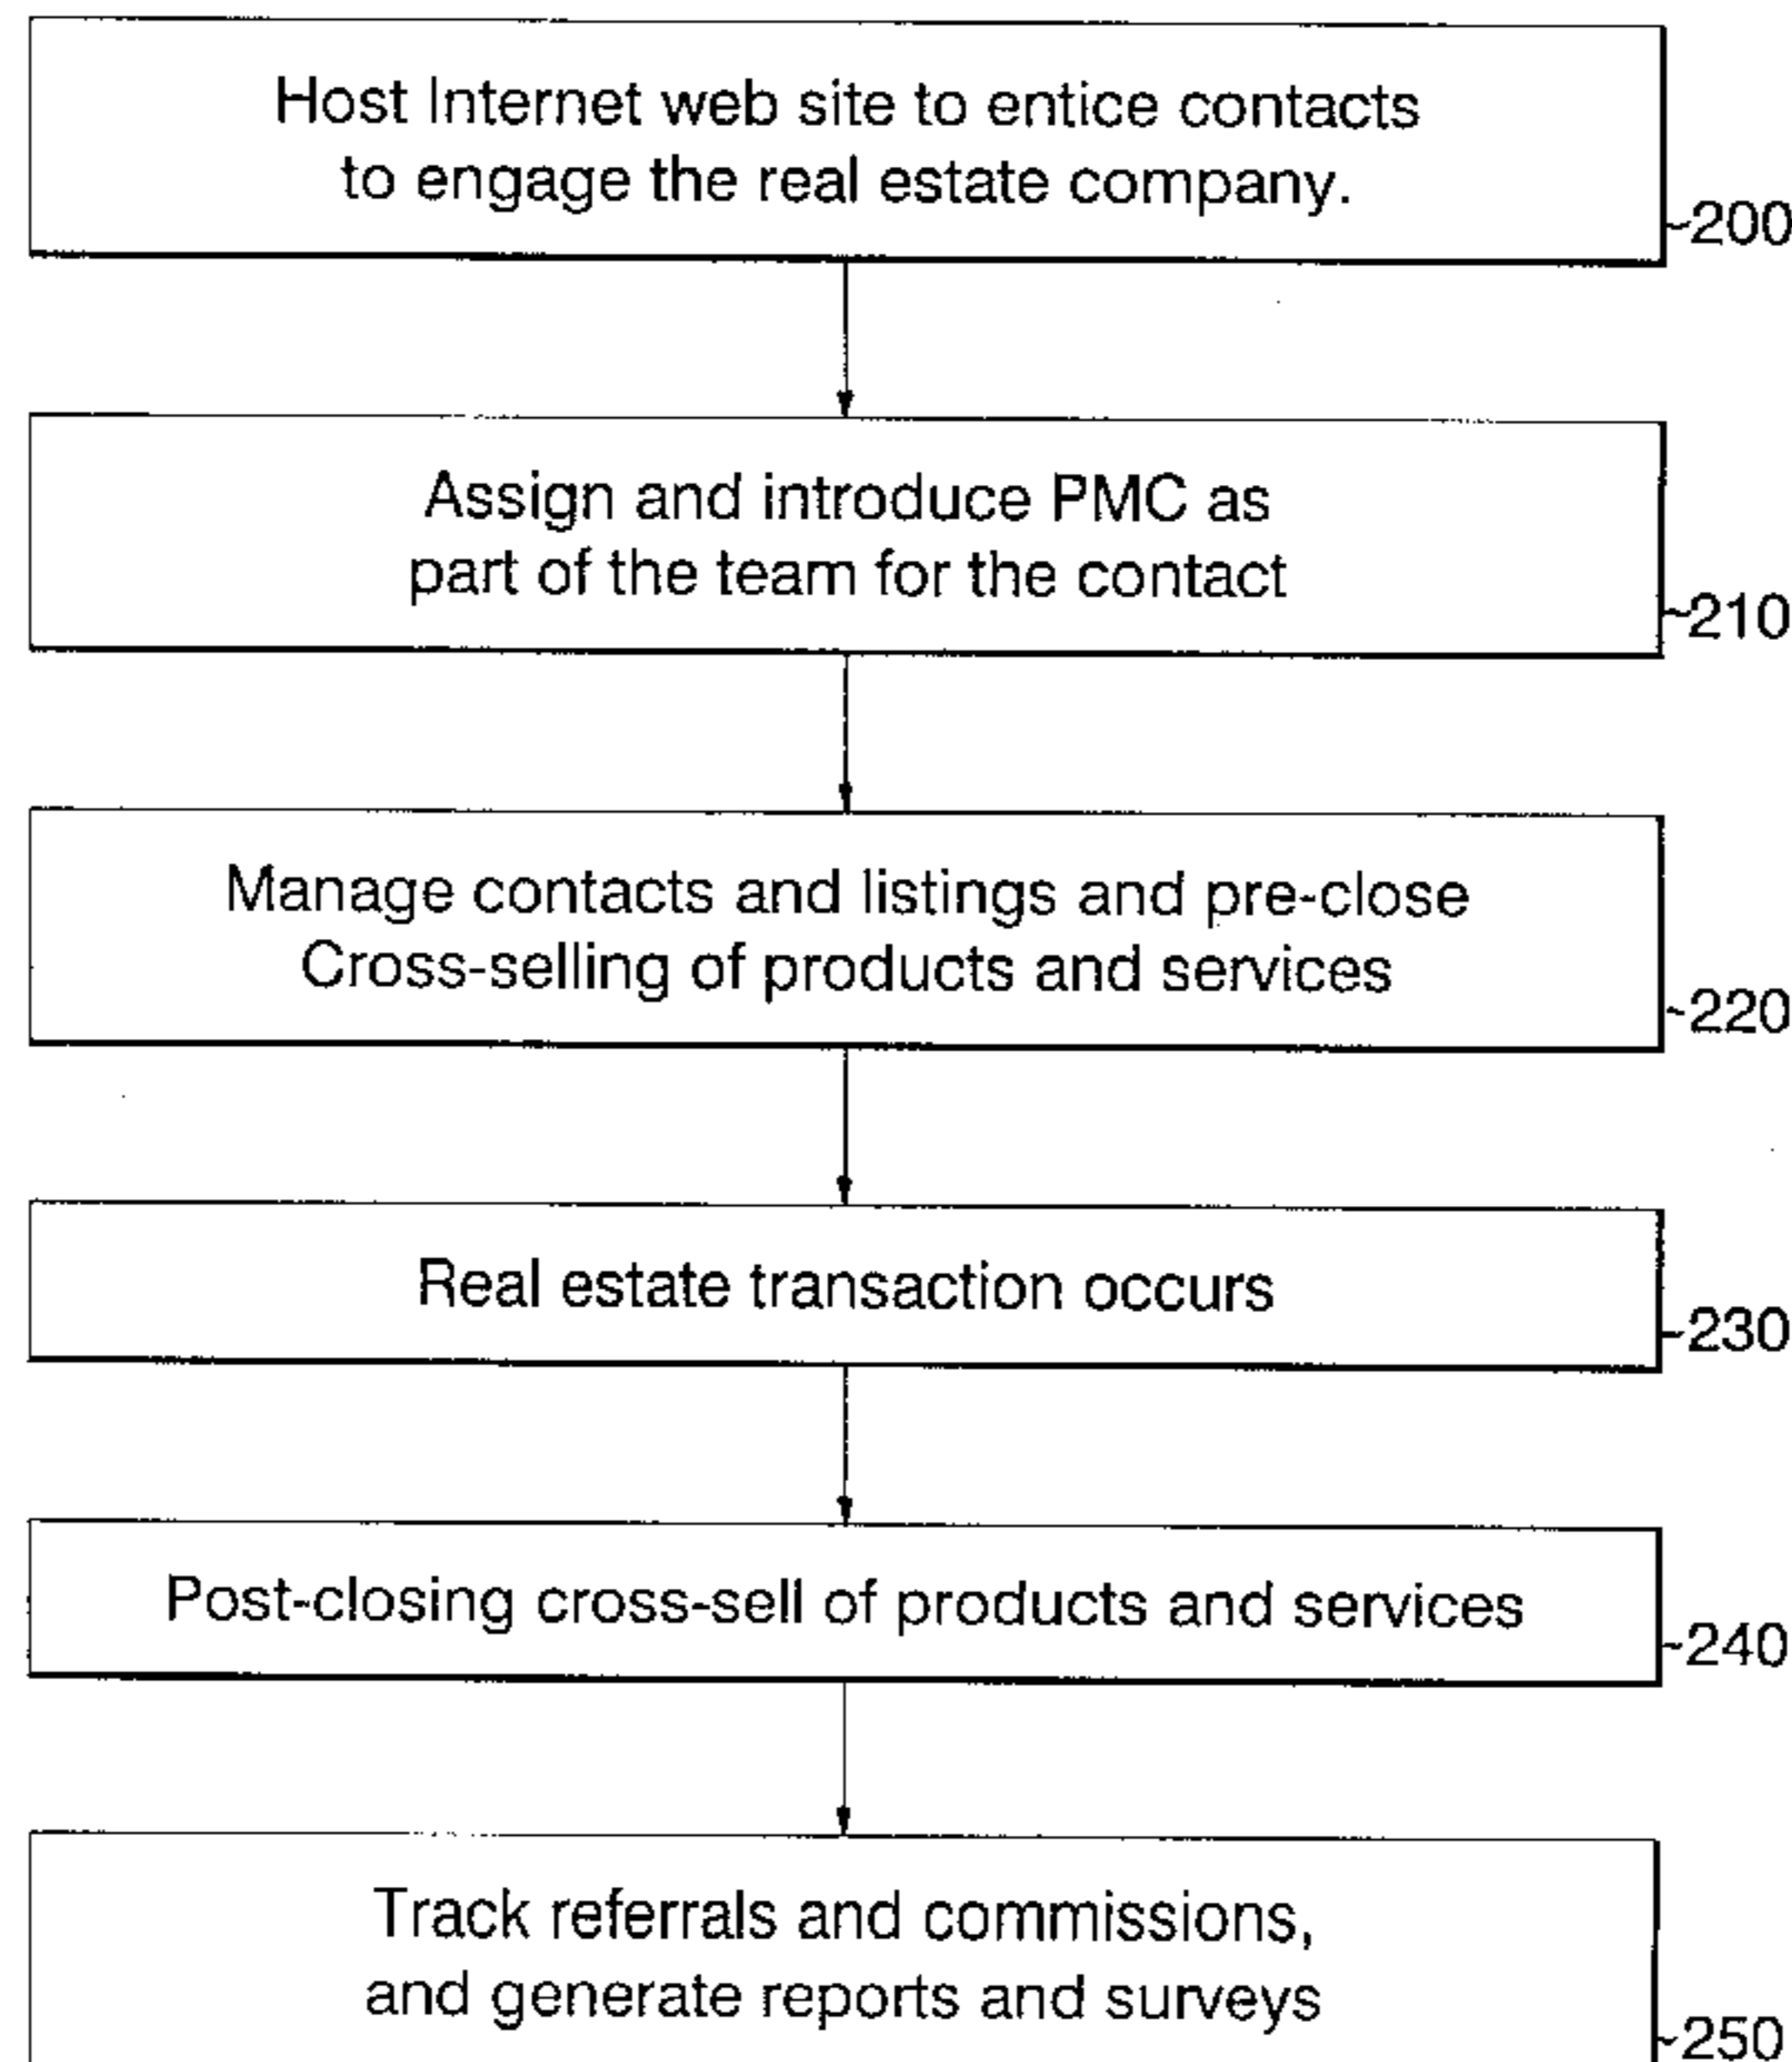 Host Internet web site to entice contacts
to engage the real estate company.
~200
Assign and introduce PMC as
part of the team for the contact
~210
Manage contacts and listings and pre-close
Cross-selling of products and services
~220
Real estate transaction occurs
~230
Post-closing cross-sell of products and services
~240
Track referrals and commissions,
and generate reports and surveys
~250